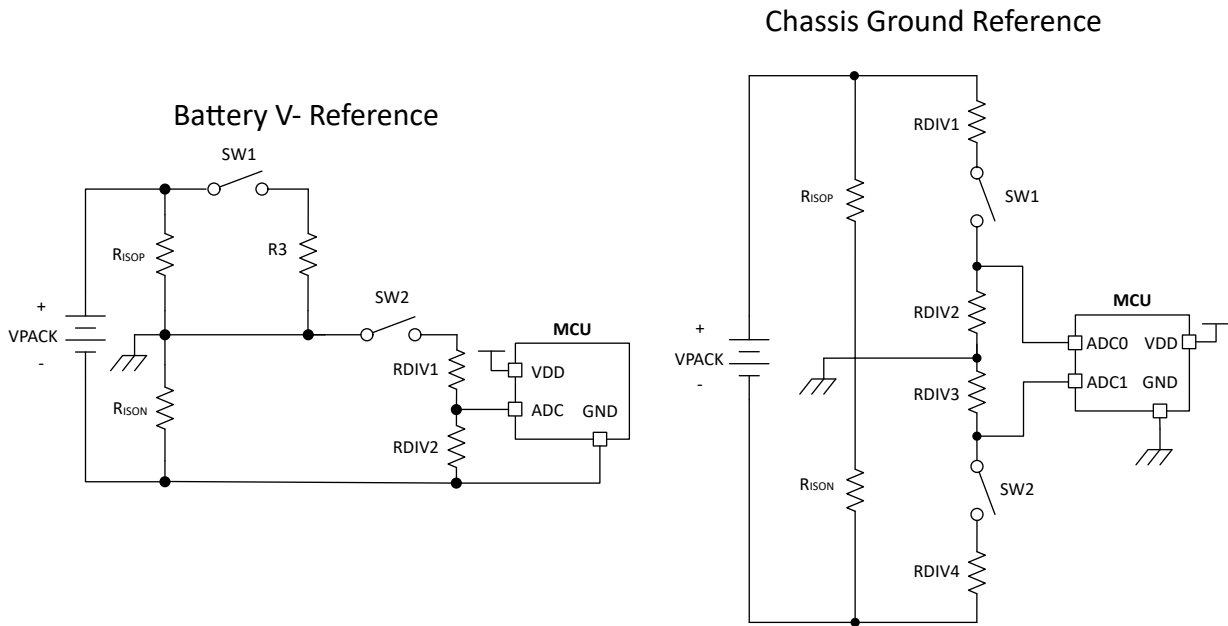 Chassis Ground Reference
Battery V- Reference
SW1
RISOP
R3
SW2
+
VPACK
-
RISON
RDIV1
RDIV2
MCU
VDD
ADC
GND
RDIV1
SW1
RISOP
RDIV2
+
VPACK
-
RDIV3
RISON
SW2
RDIV4
MCU
ADC0
VDD
ADC1
GND